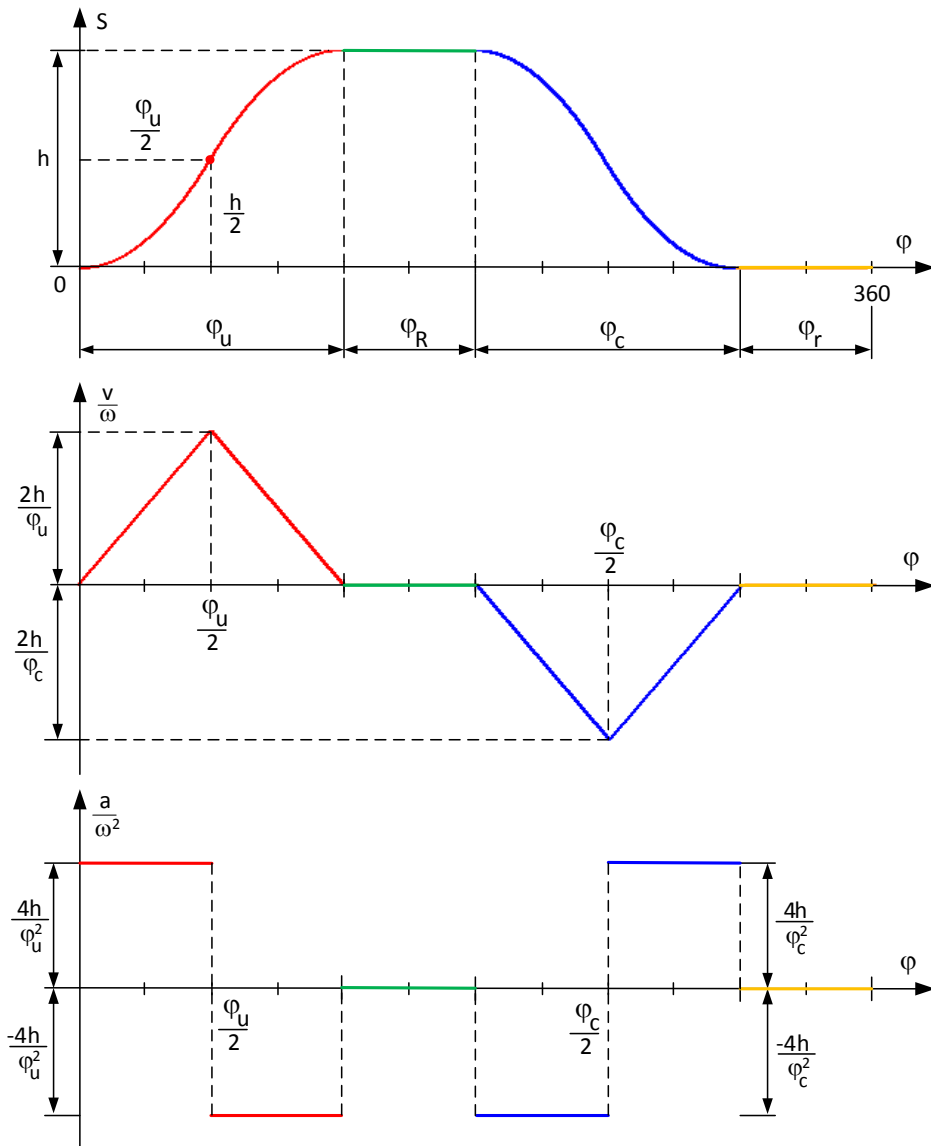 S
φu/2
h
h/2
φ
0
360
φu
φR
φc
φr
v/ω
2h/φu
φc/2
φ
φu/2
2h/φc
a/ω²
4h/φu²
4h/φc²
φ
φu/2
φc/2
-4h/φu²
-4h/φc²